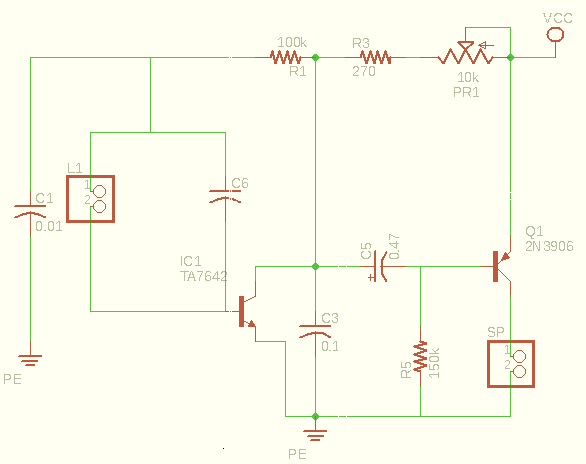 VCC
100k
R1
R3
270
10k
PR1
L1
1
2
C1
0.01
C6
IC1
TA7642
C5
0.47
+
Q1
2N3906
C3
0.1
R5
150k
SP
1
2
PE
PE